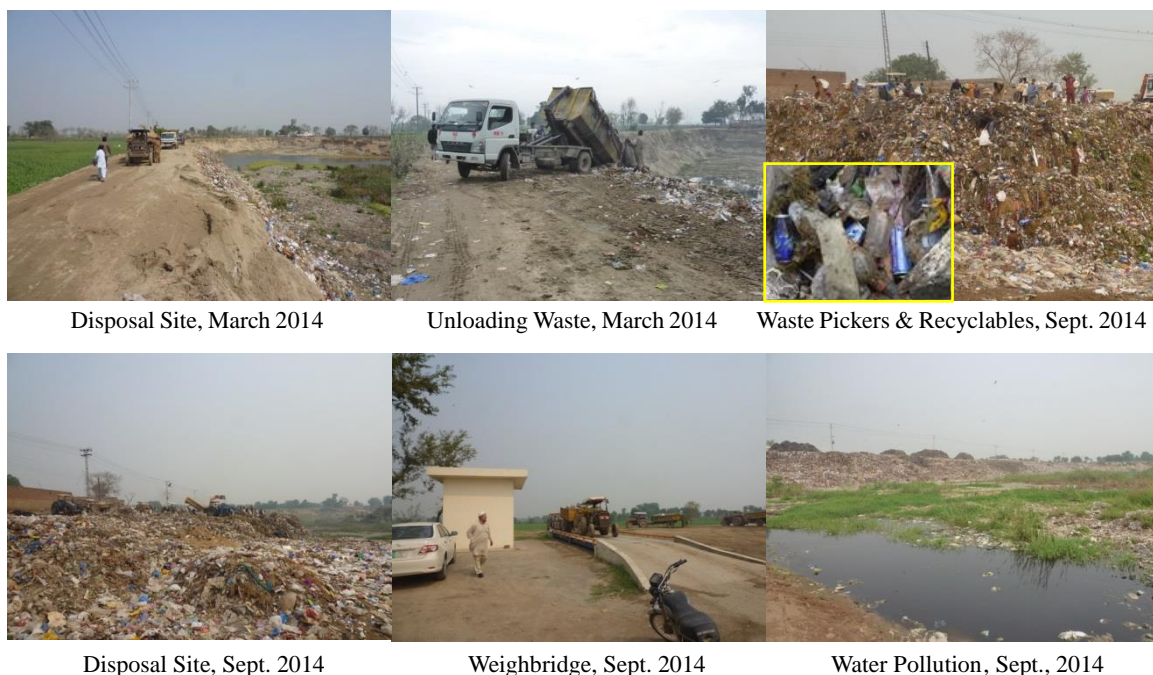 Disposal Site, March 2014
Unloading Waste, March 2014
Waste Pickers & Recyclables, Sept. 2014
Disposal Site, Sept. 2014
Weighbridge, Sept. 2014
Water Pollution, Sept., 2014